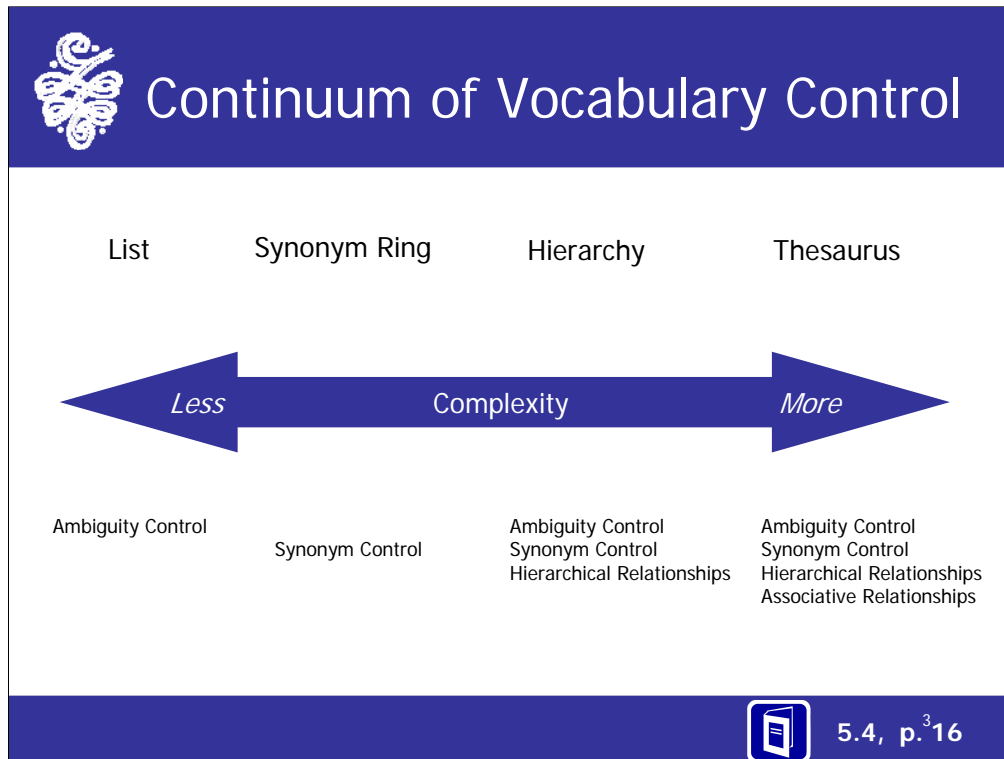 Continuum of Vocabulary Control
List Synonym Ring Hierarchy Thesaurus
Less Complexity More
Ambiguity Control
Synonym Control
Ambiguity Control
Synonym Control
Hierarchical Relationships
Ambiguity Control
Synonym Control
Hierarchical Relationships
Associative Relationships
5.4, p.³16